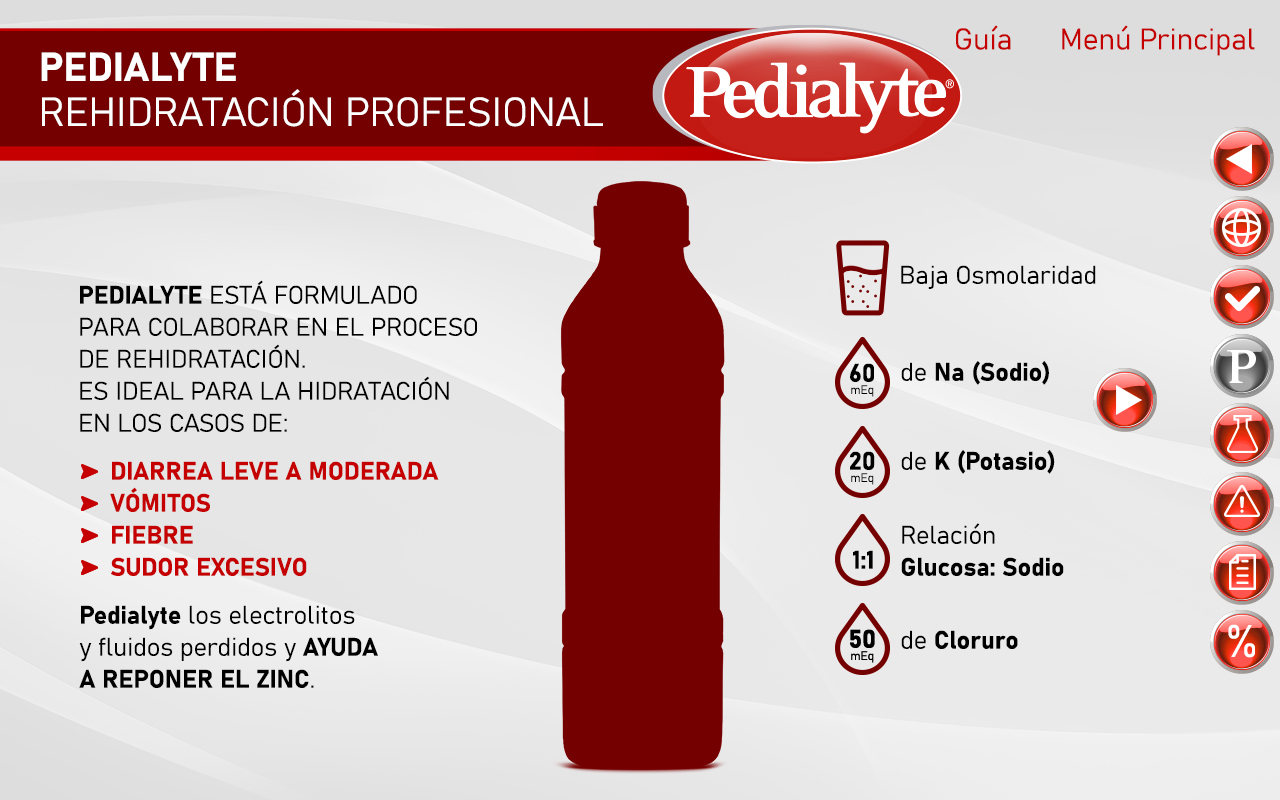 PEDIALYTE
REHIDRATACIÓN PROFESIONAL
Pedialyte®
Guía
Menú Principal
PEDIALYTE ESTÁ FORMULADO
PARA COLABORAR EN EL PROCESO
DE REHIDRATACIÓN.
ES IDEAL PARA LA HIDRATACIÓN
EN LOS CASOS DE:
➤ DIARREA LEVE A MODERADA
➤ VÓMITOS
➤ FIEBRE
➤ SUDOR EXCESIVO
Pedialyte los electrolitos
y fluidos perdidos y AYUDA
A REPONER EL ZINC.
Baja Osmolaridad
60
mEq
de Na (Sodio)
20
mEq
de K (Potasio)
1:1
Relación
Glucosa: Sodio
50
mEq
de Cloruro
P
%